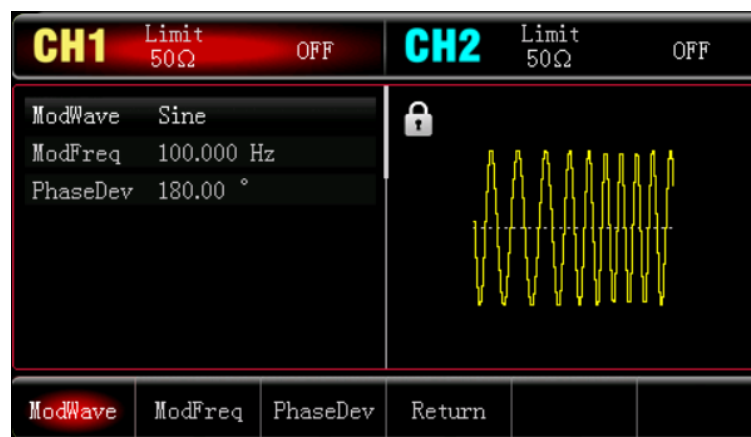 CH1 Limit 50Ω OFF CH2 Limit 50Ω OFF
ModWave Sine
ModFreq 100.000 Hz
PhaseDev 180.00 °
ModWave ModFreq PhaseDev Return